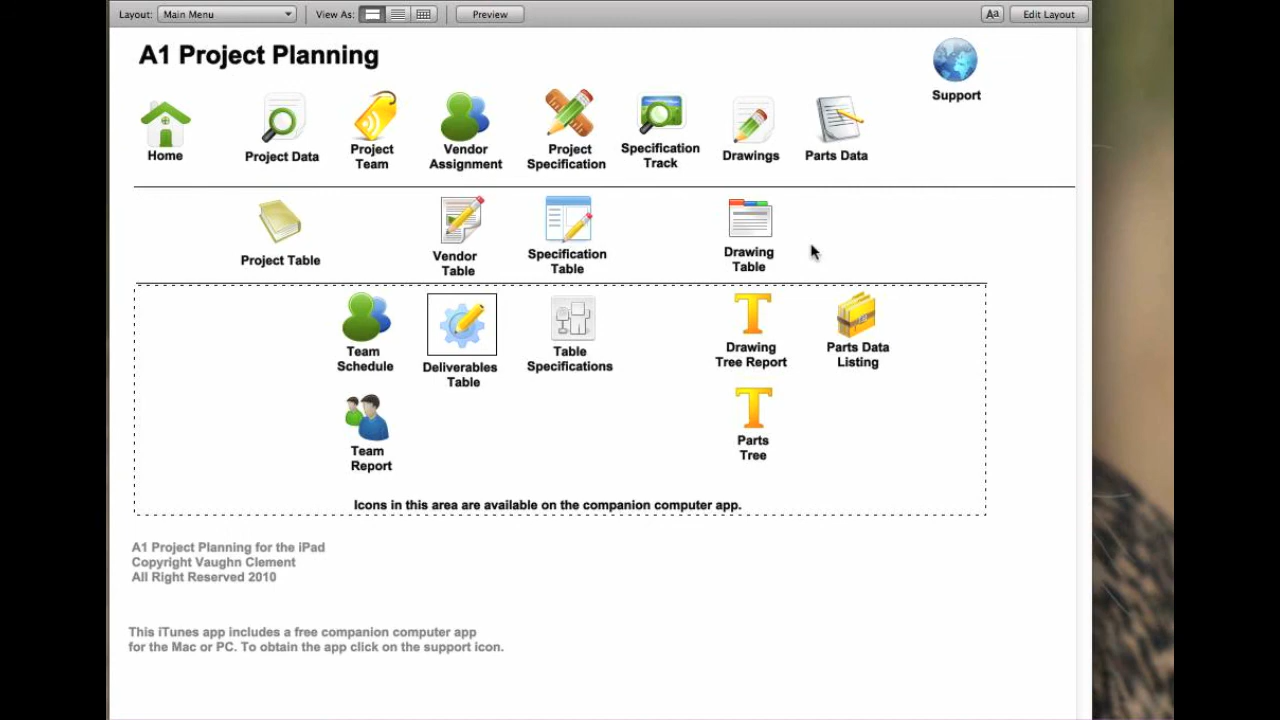 Layout: Main Menu View As: Preview Aa Edit Layout
A1 Project Planning
Support
Home
Project Data
Project
Team
Vendor
Assignment
Project
Specification
Specification
Track
Drawings
Parts Data
Project Table
Vendor
Table
Specification
Table
Drawing
Table
Team
Schedule
Deliverables
Table
Table
Specifications
T
Drawing
Tree Report
Parts Data
Listing
Team
Report
T
Parts
Tree
Icons in this area are available on the companion computer app.
A1 Project Planning for the iPad
Copyright Vaughn Clement
All Right Reserved 2010
This iTunes app includes a free companion computer app
for the Mac or PC. To obtain the app click on the support icon.